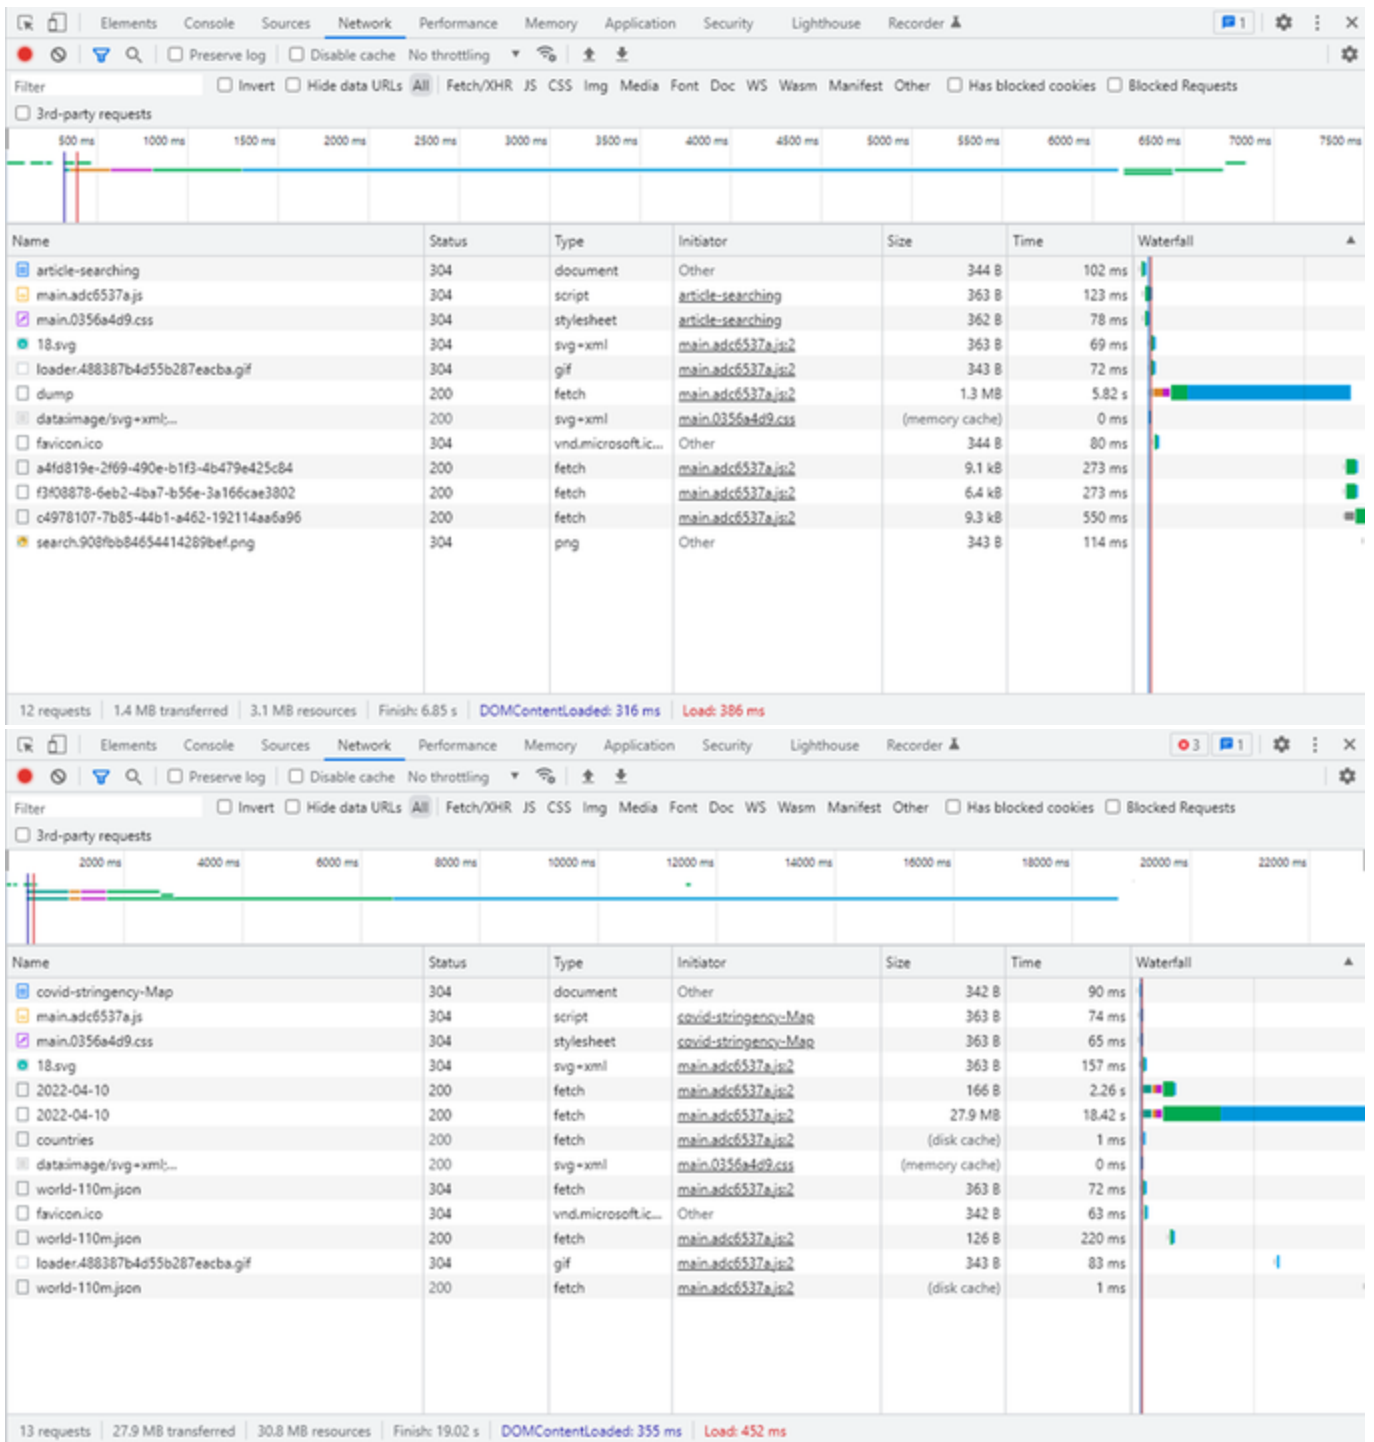 Elements Console Sources Network Performance Memory Application Security Lighthouse Recorder 1
Preserve log Disable cache No throttling
Filter Invert Hide data URLs All Fetch/XHR JS CSS Img Media Font Doc WS Wasm Manifest Other Has blocked cookies Blocked Requests
3rd-party requests
500 ms 1000 ms 1500 ms 2000 ms 2500 ms 3000 ms 3500 ms 4000 ms 4500 ms 5000 ms 5500 ms 6000 ms 6500 ms 7000 ms 7500 ms
Name Status Type Initiator Size Time Waterfall
article-searching 304 document Other 344 B 102 ms
main.adc6537a.js 304 script article-searching 363 B 123 ms
main.0356a4d9.css 304 stylesheet article-searching 362 B 78 ms
18.svg 304 svg+xml main.adc6537a.js:2 363 B 69 ms
loader.488387b4d55b287eacba.gif 304 gif main.adc6537a.js:2 343 B 72 ms
dump 200 fetch main.adc6537a.js:2 1.3 MB 5.82 s
data:image/svg+xml;... 200 svg+xml main.0356a4d9.css (memory cache) 0 ms
favicon.ico 304 vnd.microsoft.ic... Other 344 B 80 ms
a4fd819e-2f69-490e-b1f3-4b479e425c84 200 fetch main.adc6537a.js:2 9.1 kB 273 ms
f3f08878-6eb2-4ba7-b56e-3a166cae3802 200 fetch main.adc6537a.js:2 6.4 kB 273 ms
c4978107-7b85-44b1-a462-192114aa6a96 200 fetch main.adc6537a.js:2 9.3 kB 550 ms
search.908fbb84654414289bef.png 304 png Other 343 B 114 ms
12 requests 1.4 MB transferred 3.1 MB resources Finish: 6.85 s DOMContentLoaded: 316 ms Load: 386 ms
Elements Console Sources Network Performance Memory Application Security Lighthouse Recorder 3 1
Preserve log Disable cache No throttling
Filter Invert Hide data URLs All Fetch/XHR JS CSS Img Media Font Doc WS Wasm Manifest Other Has blocked cookies Blocked Requests
3rd-party requests
2000 ms 4000 ms 6000 ms 8000 ms 10000 ms 12000 ms 14000 ms 16000 ms 18000 ms 20000 ms 22000 ms
Name Status Type Initiator Size Time Waterfall
covid-stringency-Map 304 document Other 342 B 90 ms
main.adc6537a.js 304 script covid-stringency-Map 363 B 74 ms
main.0356a4d9.css 304 stylesheet covid-stringency-Map 363 B 65 ms
18.svg 304 svg+xml main.adc6537a.js:2 363 B 157 ms
2022-04-10 200 fetch main.adc6537a.js:2 166 B 2.26 s
2022-04-10 200 fetch main.adc6537a.js:2 27.9 MB 18.42 s
countries 200 fetch main.adc6537a.js:2 (disk cache) 1 ms
data:image/svg+xml;... 200 svg+xml main.0356a4d9.css (memory cache) 0 ms
world-110m.json 304 fetch main.adc6537a.js:2 363 B 72 ms
favicon.ico 304 vnd.microsoft.ic... Other 342 B 63 ms
world-110m.json 200 fetch main.adc6537a.js:2 126 B 220 ms
loader.488387b4d55b287eacba.gif 304 gif main.adc6537a.js:2 343 B 83 ms
world-110m.json 200 fetch main.adc6537a.js:2 (disk cache) 1 ms
13 requests 27.9 MB transferred 30.8 MB resources Finish: 19.02 s DOMContentLoaded: 355 ms Load: 452 ms